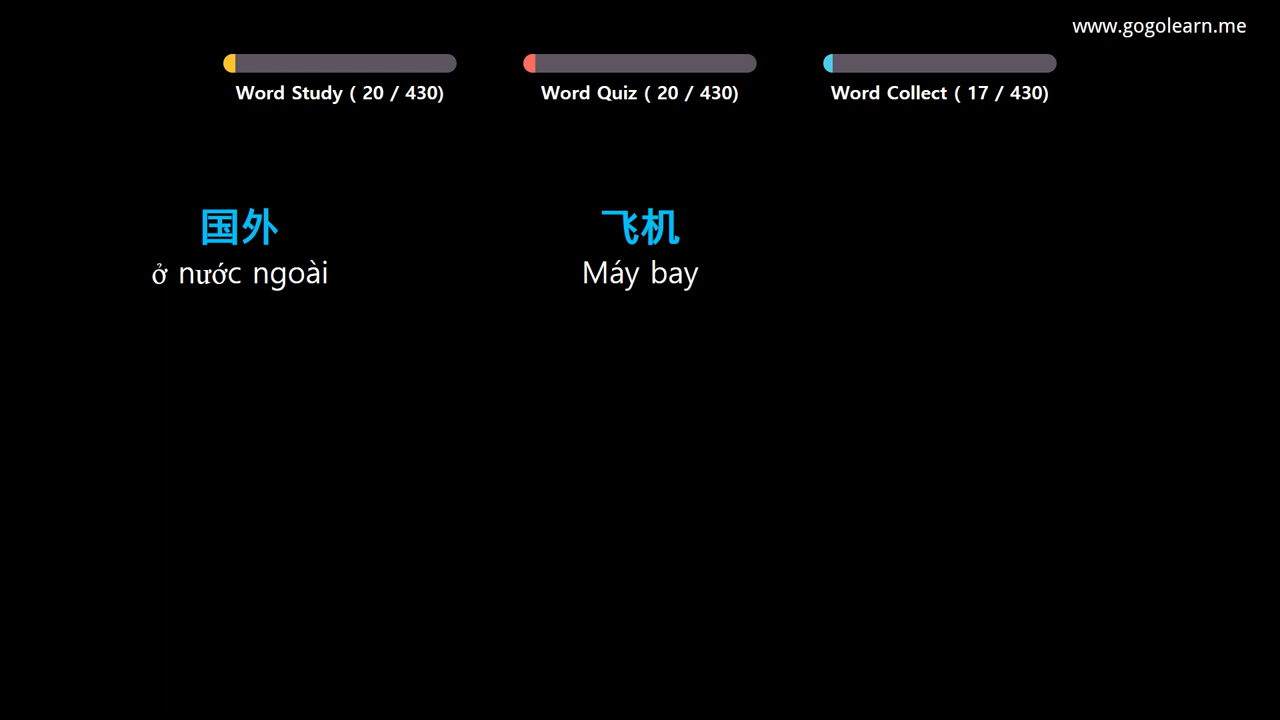 www.gogolearn.me
Word Study ( 20 / 430)
Word Quiz ( 20 / 430)
Word Collect ( 17 / 430)
国外
ở nước ngoài
飞机
Máy bay